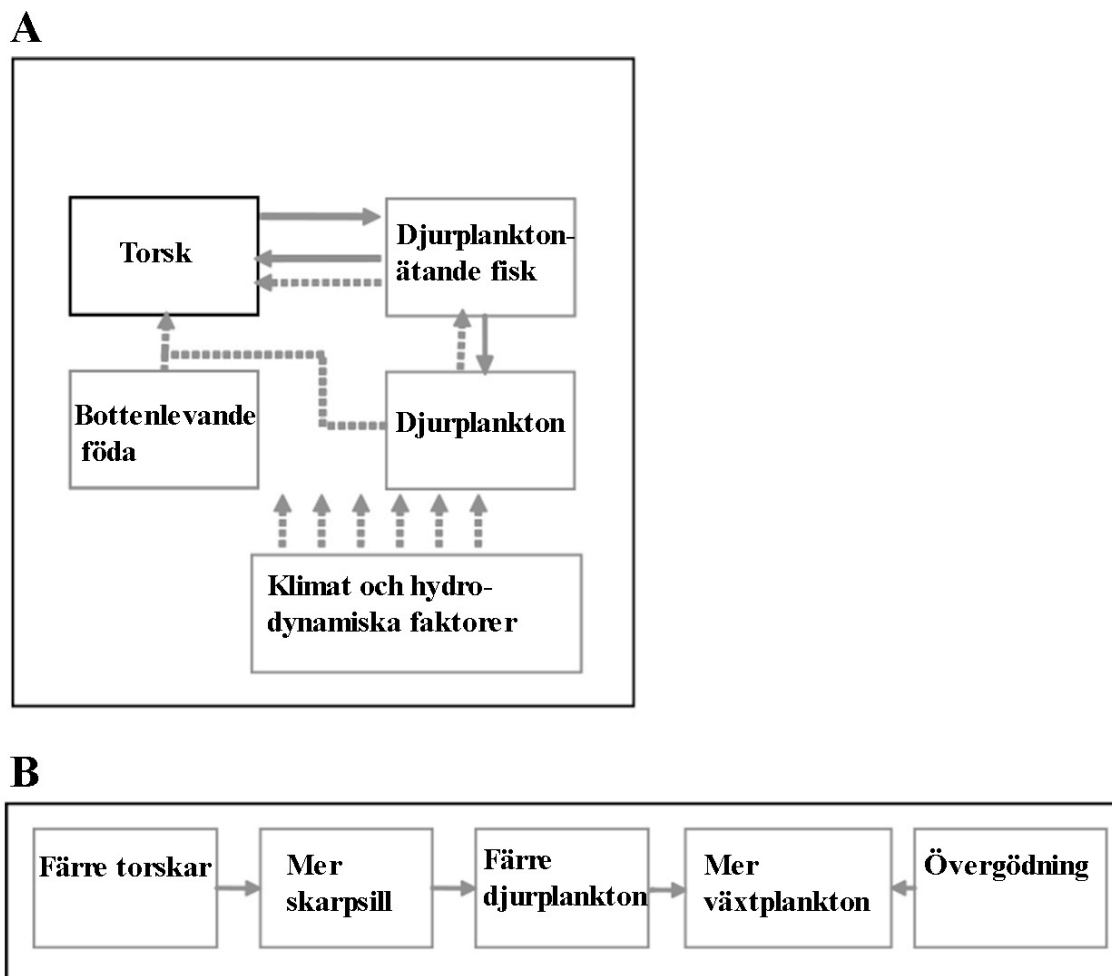 A
Torsk
Djurplankton-
ätande fisk
Bottenlevande
föda
Djurplankton
Klimat och hydro-
dynamiska faktorer
B
Färre torskar
Mer
skarpsill
Färre
djurplankton
Mer
växtplankton
Övergödning